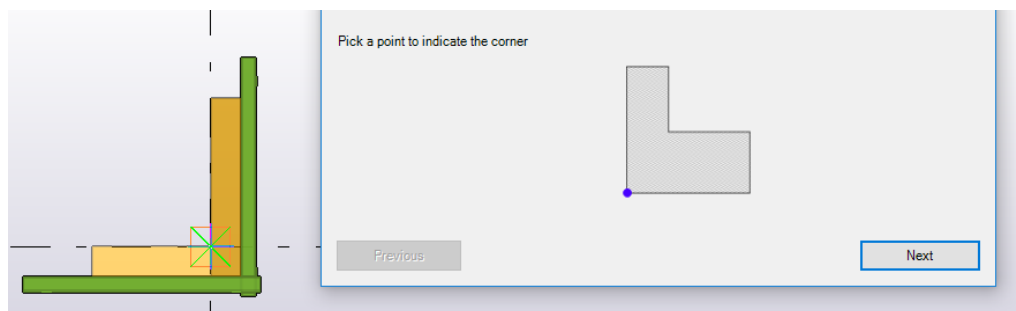 Pick a point to indicate the corner
Previous
Next